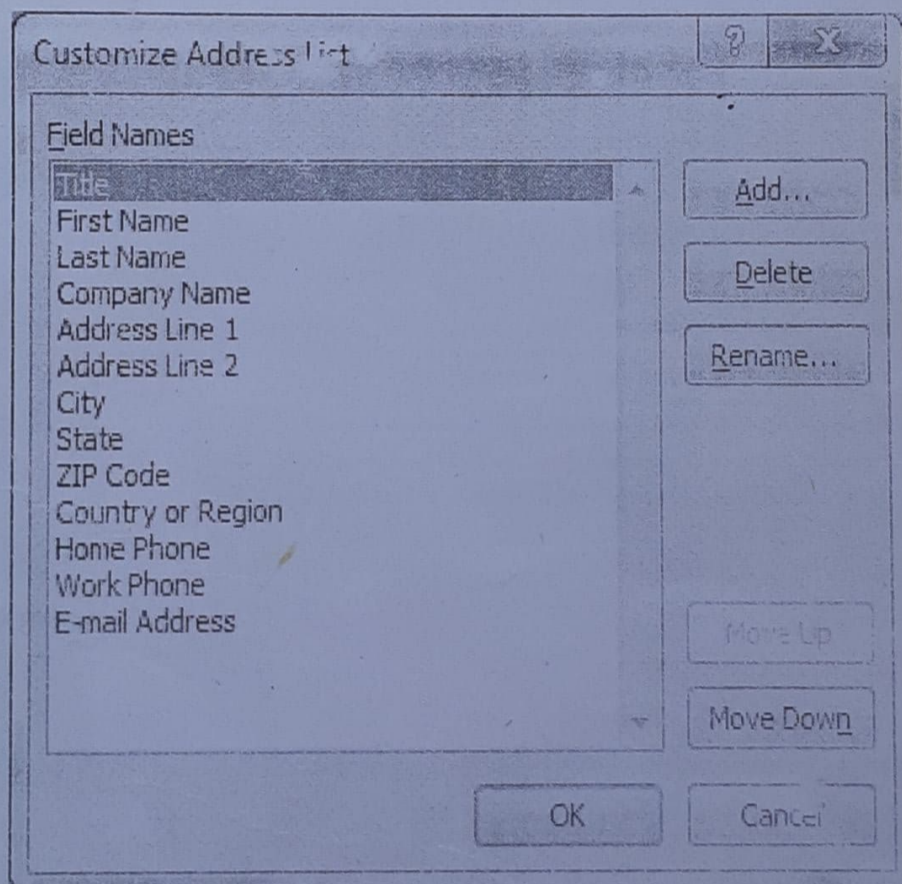 Customize Address List
Field Names
Title
First Name
Last Name
Company Name
Address Line 1
Address Line 2
City
State
ZIP Code
Country or Region
Home Phone
Work Phone
E-mail Address
Add...
Delete
Rename...
Move Up
Move Down
OK
Cancel